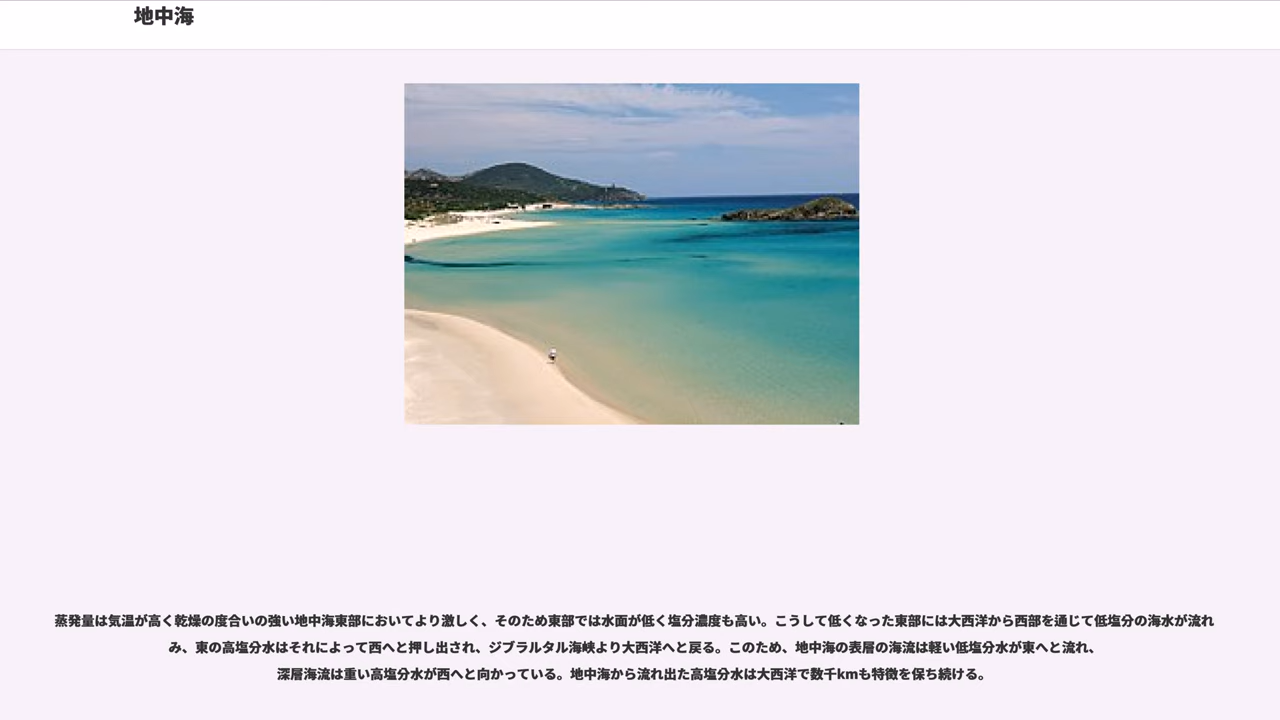 地中海
蒸発量は気温が高く乾燥の度合いの強い地中海東部においてより激しく、そのため東部では水面が低く塩分濃度も高い。こうして低くなった東部には大西洋から西部を通じて低塩分の海水が流れ
み、東の高塩分水はそれによって西へと押し出され、ジブラルタル海峡より大西洋へと戻る。このため、地中海の表層の海流は軽い低塩分水が東へと流れ、
深層海流は重い高塩分水が西へと向かっている。地中海から流れ出た高塩分水は大西洋で数千kmも特徴を保ち続ける。